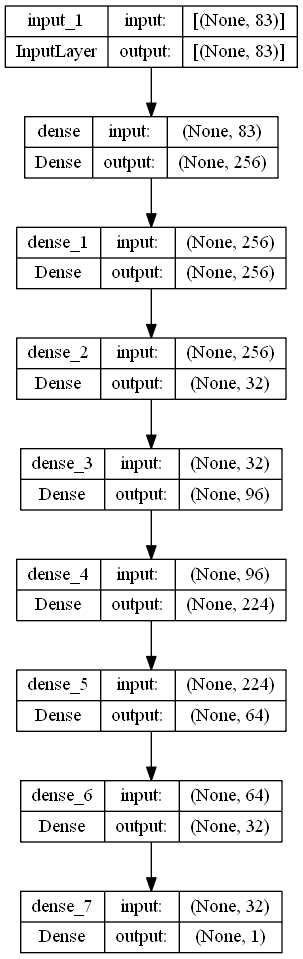 input_1 input: [(None, 83)]
InputLayer output: [(None, 83)]
dense input: (None, 83)
Dense output: (None, 256)
dense_1 input: (None, 256)
Dense output: (None, 256)
dense_2 input: (None, 256)
Dense output: (None, 32)
dense_3 input: (None, 32)
Dense output: (None, 96)
dense_4 input: (None, 96)
Dense output: (None, 224)
dense_5 input: (None, 224)
Dense output: (None, 64)
dense_6 input: (None, 64)
Dense output: (None, 32)
dense_7 input: (None, 32)
Dense output: (None, 1)